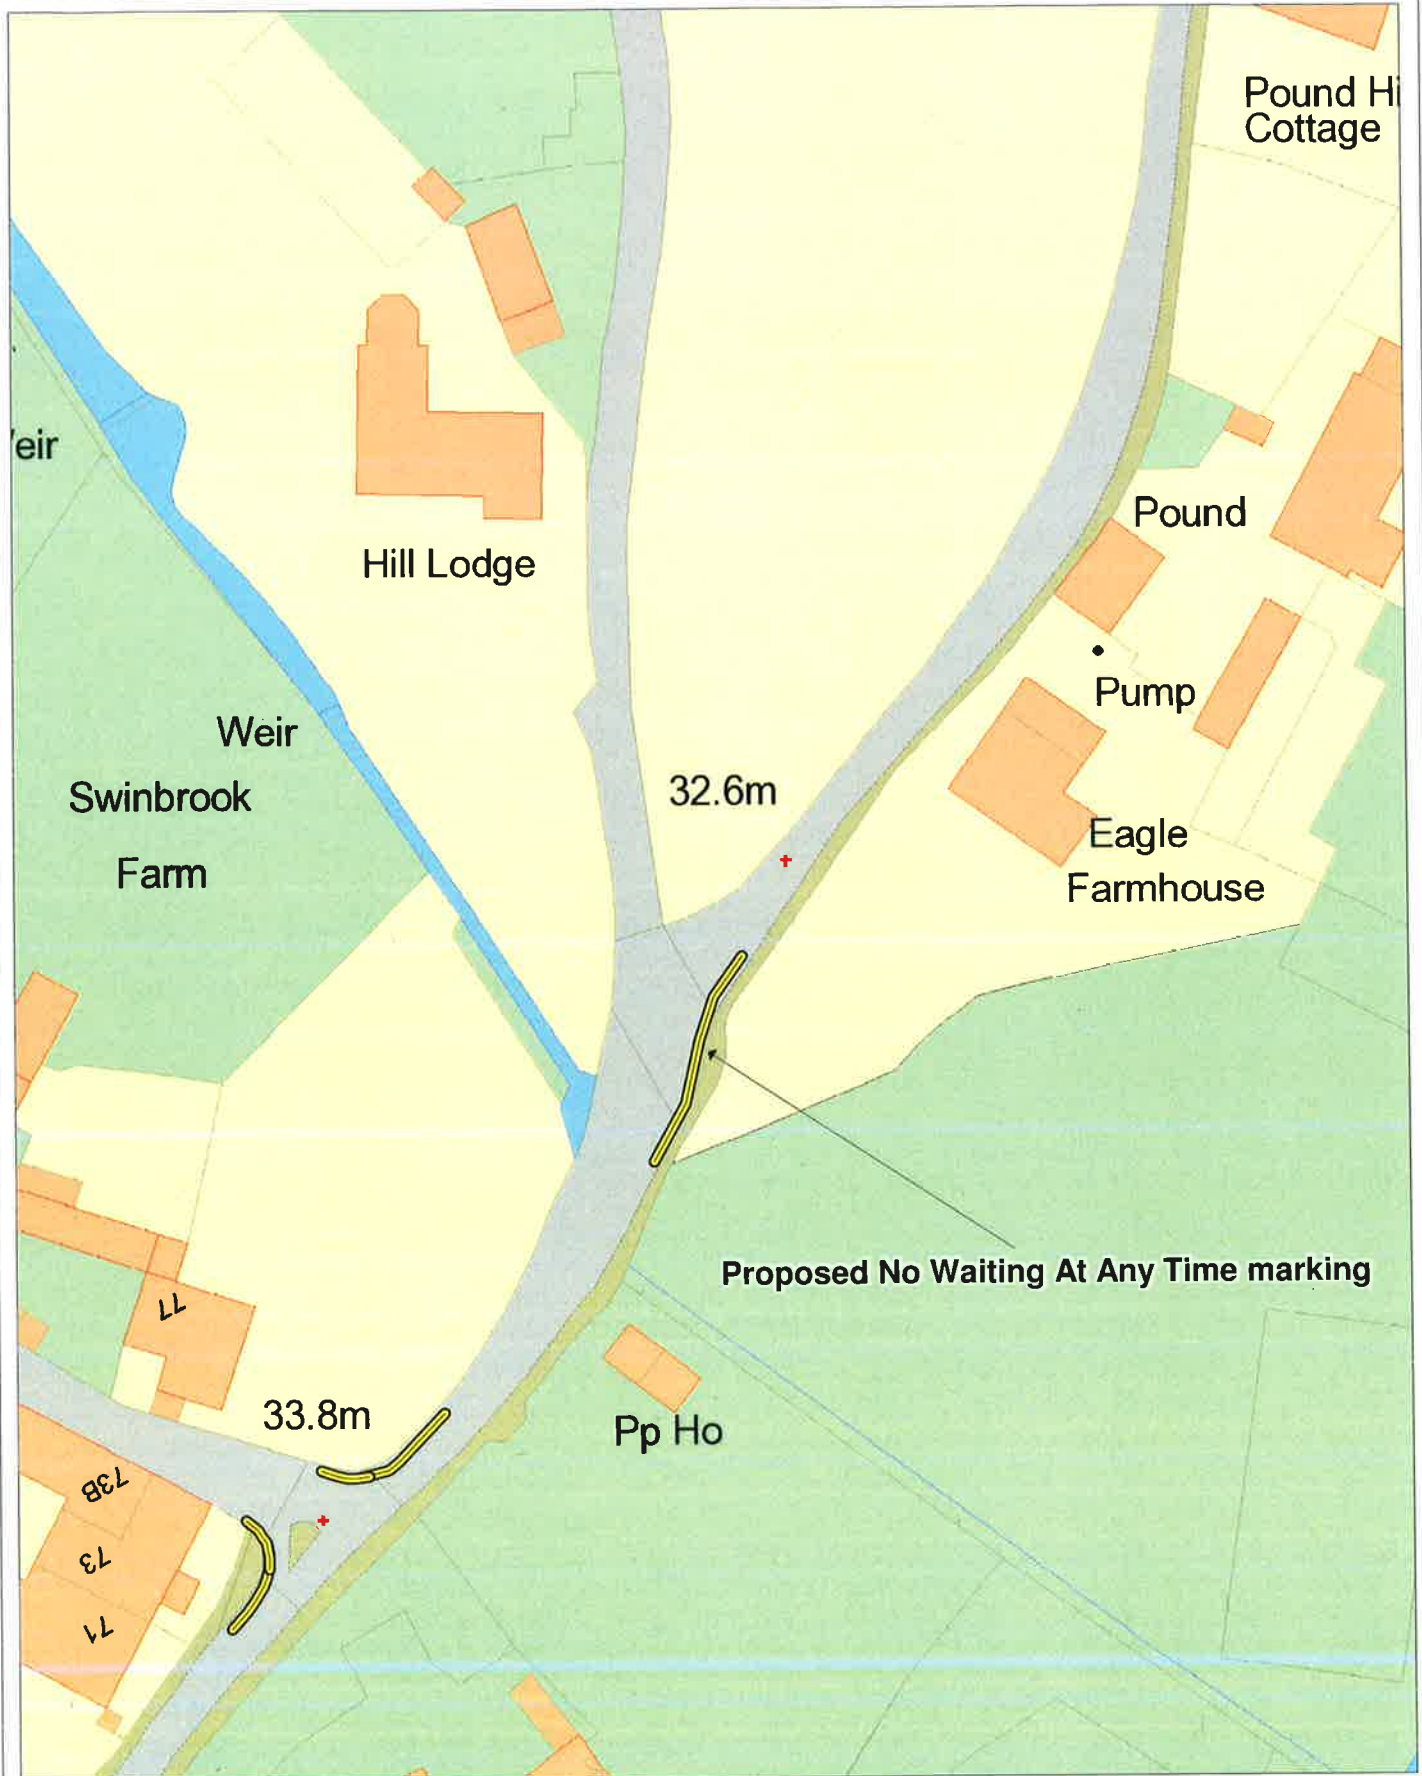 Pound Hi
Cottage
eir
Pound
Hill Lodge
Pump
Weir
32.6m
Swinbrook
Eagle
Farm
Farmhouse
Proposed No Waiting At Any Time marking
77
33.8m
Pp Ho
73B
73
71